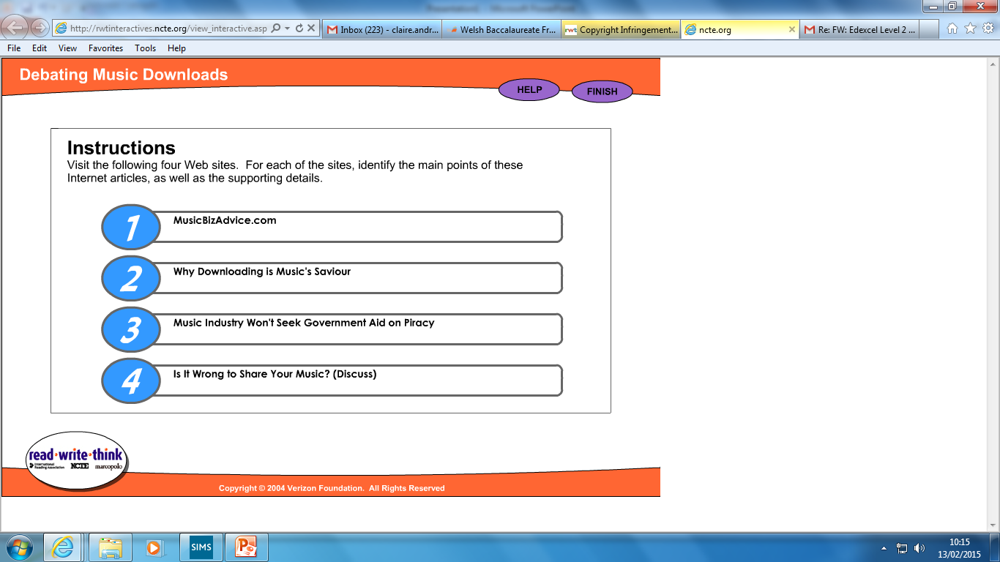 Presentation1 - Microsoft PowerPoint
http://rwtinteractives.ncte.org/view_interactive.asp
Inbox (223) - claire.andr...
Welsh Baccalaureate Fr...
Copyright Infringement...
ncte.org
Re: FW: Edexcel Level 2 ...
File Edit View Favorites Tools Help
Debating Music Downloads
HELP
FINISH
Instructions
Visit the following four Web sites. For each of the sites, identify the main points of these
Internet articles, as well as the supporting details.
1
MusicBizAdvice.com
2
Why Downloading is Music's Saviour
3
Music Industry Won't Seek Government Aid on Piracy
4
Is It Wrong to Share Your Music? (Discuss)
read·write·think
International
Reading Association
NCTE
marcopolo
Copyright © 2004 Verizon Foundation. All Rights Reserved
SIMS
10:15
13/02/2015